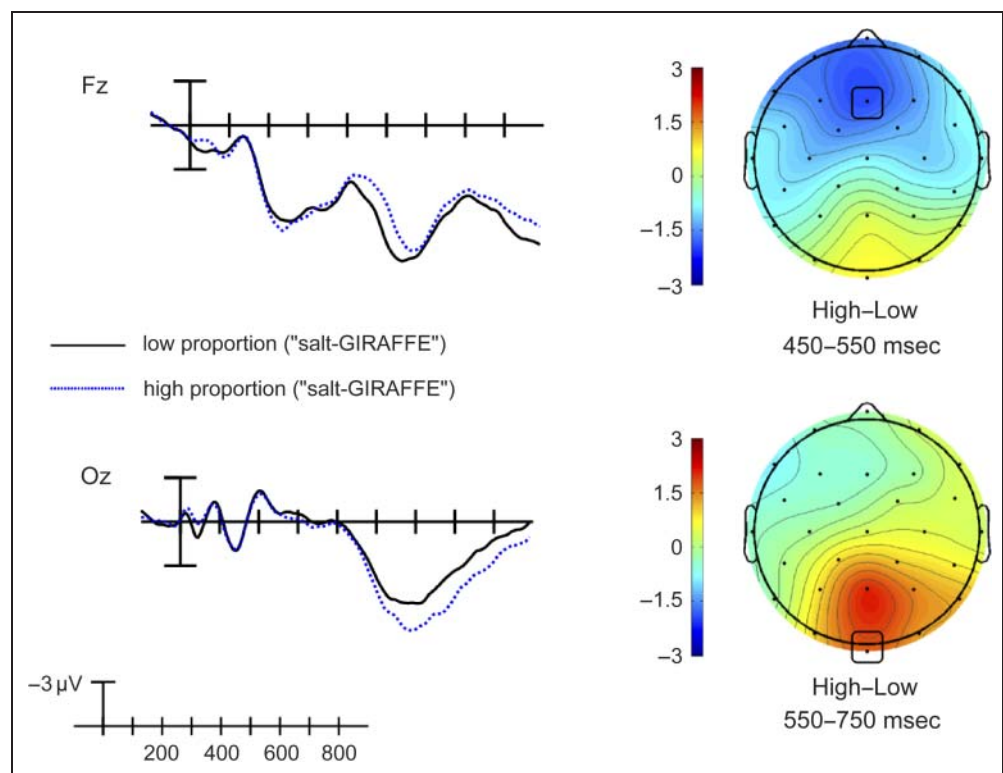 Fz
3
1.5
0
−1.5
−3
High–Low
450–550 msec
low proportion ("salt-GIRAFFE")
high proportion ("salt-GIRAFFE")
Oz
3
1.5
0
−1.5
−3
High–Low
550–750 msec
−3 µV
200 400 600 800